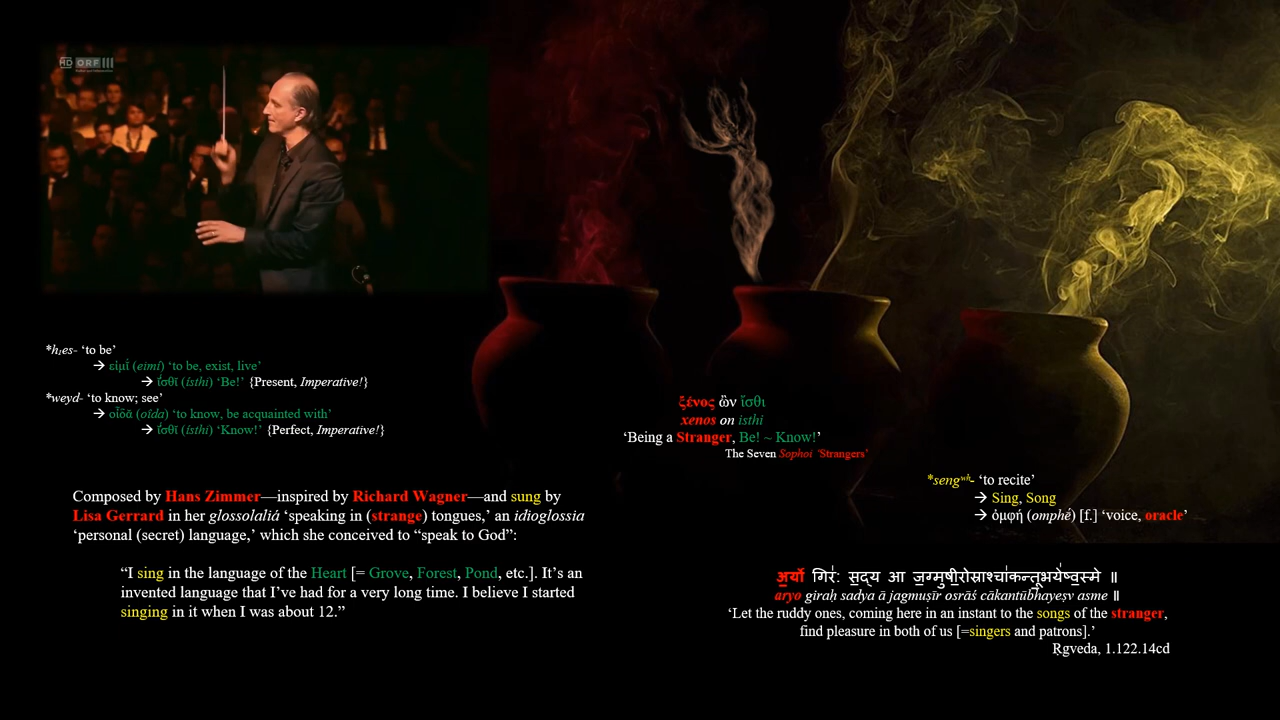 HD ORF III
*h₁es- ‘to be’
→ εἰμῐ́ (eimí) ‘to be, exist, live’
→ ῐ̓́σθῐ (ísthi) ‘Be!’ {Present, Imperative!}
*weyd- ‘to know; see’
→ οἶδᾰ (oîda) ‘to know, be acquainted with’
→ ῐ̓́σθῐ (ísthi) ‘Know!’ {Perfect, Imperative!}
ξένος ὢν ἴσθι
xenos on isthi
‘Being a Stranger, Be! ~ Know!’
The Seven Sophoi ‘Strangers’
*sengʷʰ- ‘to recite’
→ Sing, Song
→ ὀμφή (omphḗ) [f.] ‘voice, oracle’
Composed by Hans Zimmer—inspired by Richard Wagner—and sung by
Lisa Gerrard in her glossolaliá ‘speaking in (strange) tongues,’ an idioglossia
‘personal (secret) language,’ which she conceived to “speak to God”:
“I sing in the language of the Heart [= Grove, Forest, Pond, etc.]. It’s an
invented language that I’ve had for a very long time. I believe I started
singing in it when I was about 12.”
अ॒र्यो गिरः॑ स॒द्य आ ज॒ग्मुषी॒रोस्राश्चा॑कन्तू॒भये॑ष्व॒स्मे ॥
aryo giraḥ sadya ā jagmuṣīr osrāś cākantūbhayeṣv asme ॥
‘Let the ruddy ones, coming here in an instant to the songs of the stranger,
find pleasure in both of us [=singers and patrons].’
Ṛgveda, 1.122.14cd